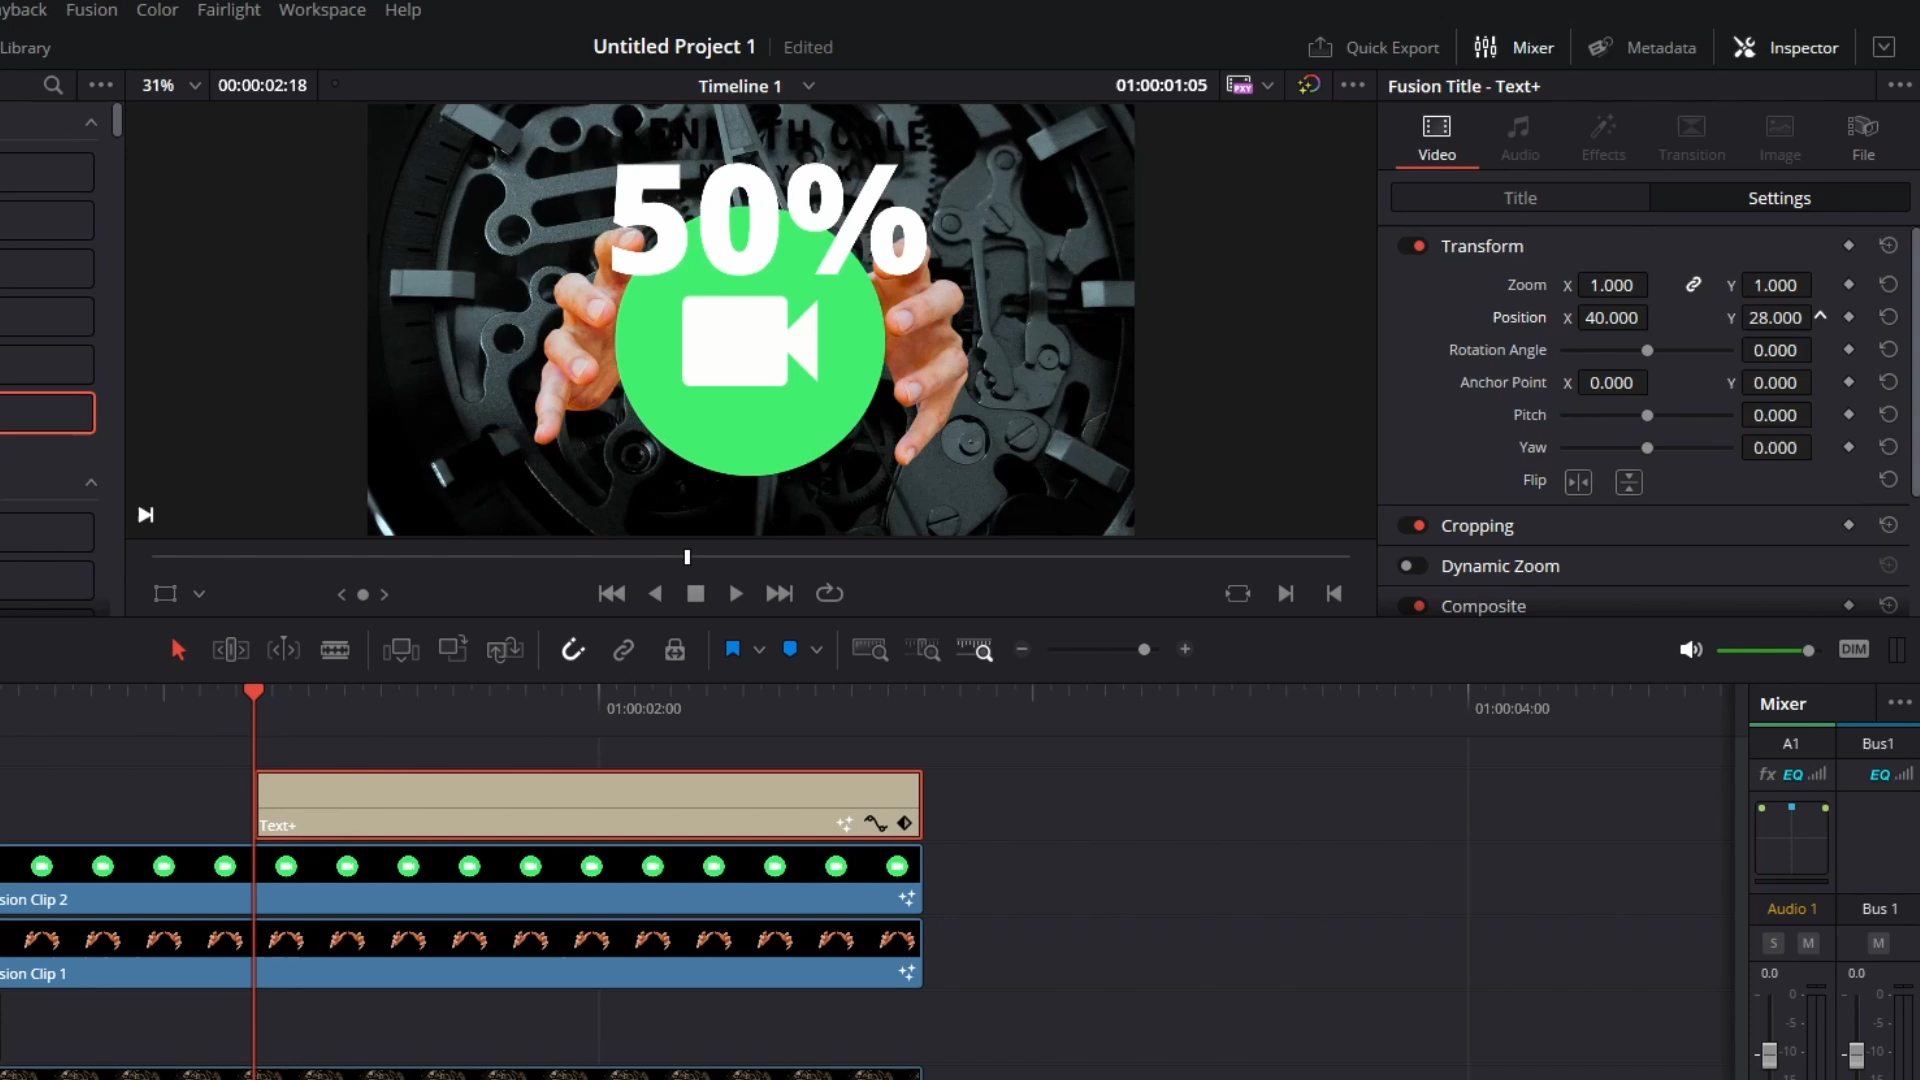 yback Fusion Color Fairlight Workspace Help
Library
Untitled Project 1 Edited
Quick Export Mixer Metadata Inspector
31% 00:00:02:18 Timeline 1 01:00:01:05 PXY
Fusion Title - Text+
Video Audio Effects Transition Image File
Title Settings
Transform
Zoom X 1.000 Y 1.000
Position X 40.000 Y 28.000
Rotation Angle 0.000
Anchor Point X 0.000 Y 0.000
Pitch 0.000
Yaw 0.000
Flip
Cropping
Dynamic Zoom
Composite
50%
DIM
01:00:02:00 01:00:04:00
Text+
sion Clip 2
sion Clip 1
Mixer
A1 Bus1
fx EQ EQ
Audio 1 Bus 1
S M M
0.0 0.0
0 0
-5 -5
-10 -10